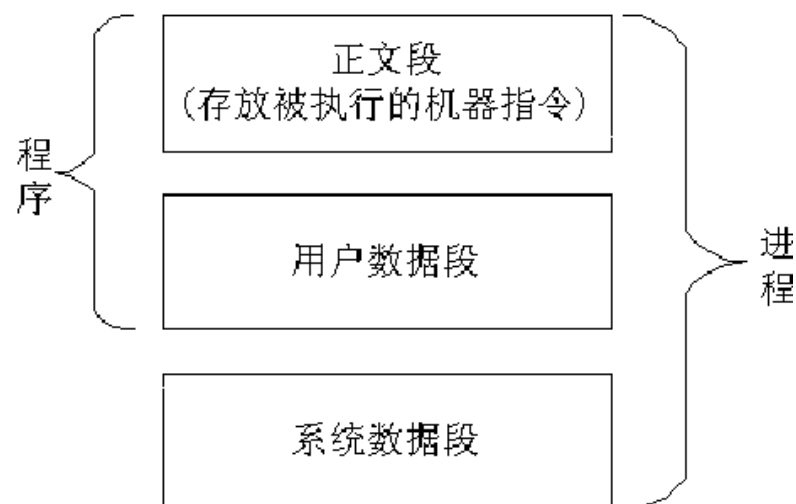 正文段
(存放被执行的机器指令)
程
序
用户数据段
进
程
系统数据段